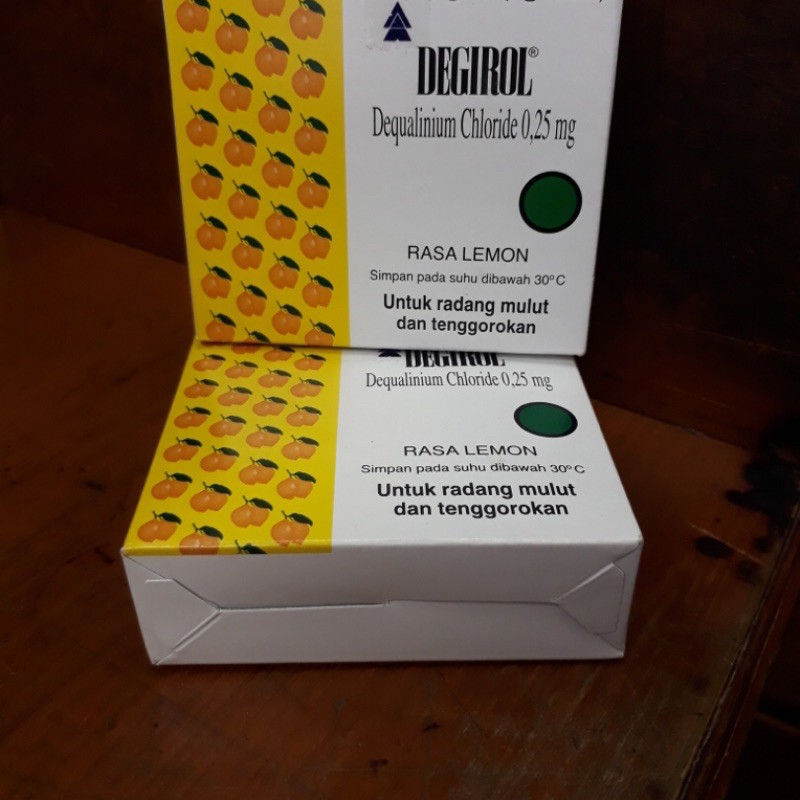 DEGIROL®
Dequalinium Chloride 0,25 mg
RASA LEMON
Simpan pada suhu dibawah 30°C
Untuk radang mulut
dan tenggorokan
DEGIROL
Dequalinium Chloride 0,25 mg
RASA LEMON
Simpan pada suhu dibawah 30°C
Untuk radang mulut
dan tenggorokan